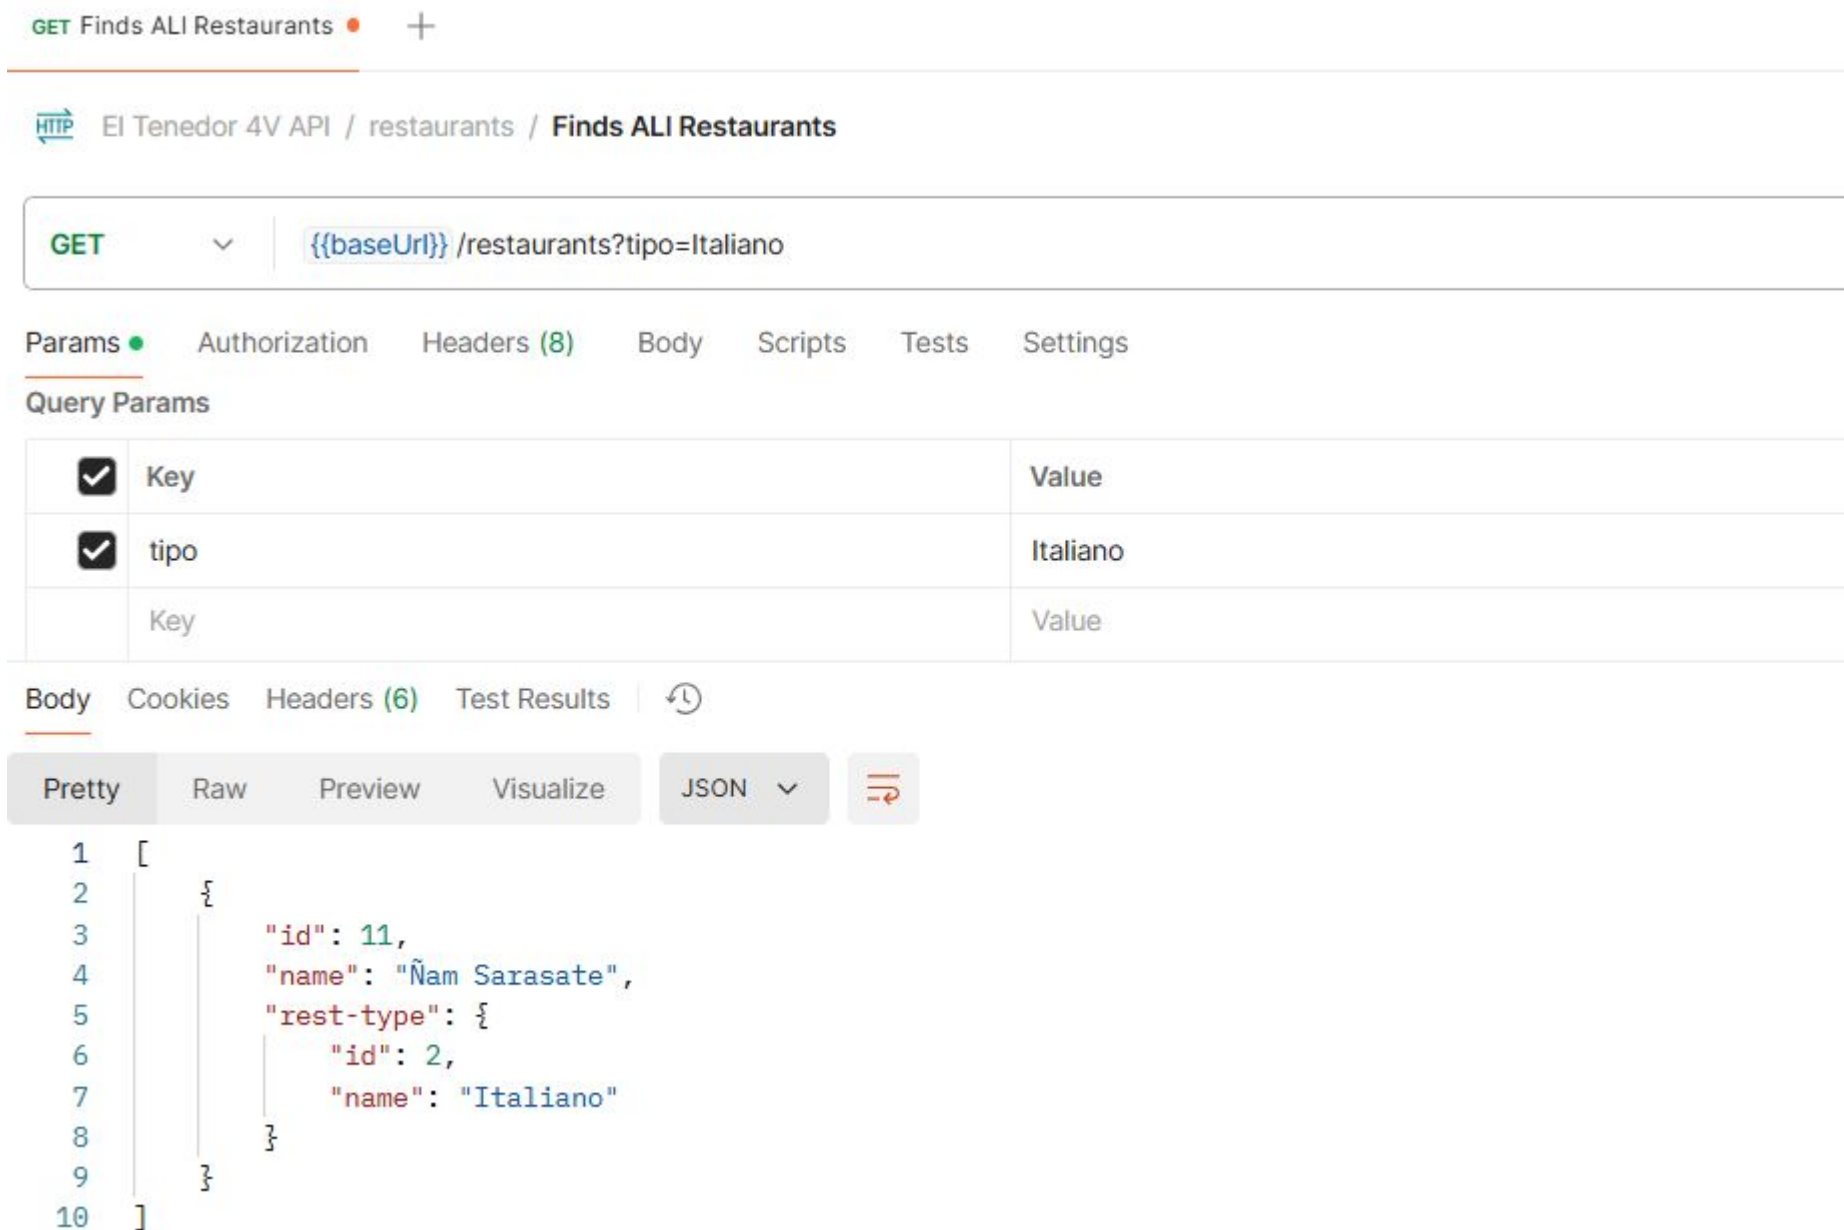 GET Finds ALl Restaurants
HTTP El Tenedor 4V API / restaurants / Finds ALl Restaurants
GET {{baseUrl}} /restaurants?tipo=Italiano
Params Authorization Headers (8) Body Scripts Tests Settings
Query Params
Key Value
tipo Italiano
Key Value
Body Cookies Headers (6) Test Results
Pretty Raw Preview Visualize JSON
1 [
2 {
3 "id": 11,
4 "name": "Ñam Sarasate",
5 "rest-type": {
6 "id": 2,
7 "name": "Italiano"
8 }
9 }
10 ]